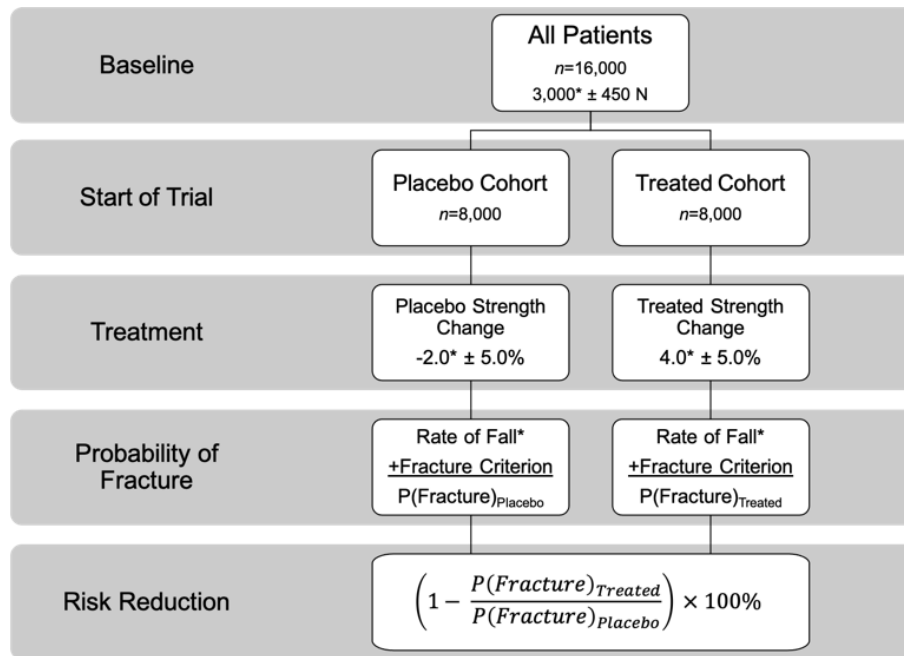 Baseline
All Patients
n=16,000
3,000* ± 450 N
Start of Trial
Placebo Cohort
n=8,000
Treated Cohort
n=8,000
Treatment
Placebo Strength
Change
-2.0* ± 5.0%
Treated Strength
Change
4.0* ± 5.0%
Probability of
Fracture
Rate of Fall*
+Fracture Criterion
P(Fracture)Placebo
Rate of Fall*
+Fracture Criterion
P(Fracture)Treated
Risk Reduction
(1 − P(Fracture)Treated / P(Fracture)Placebo) × 100%